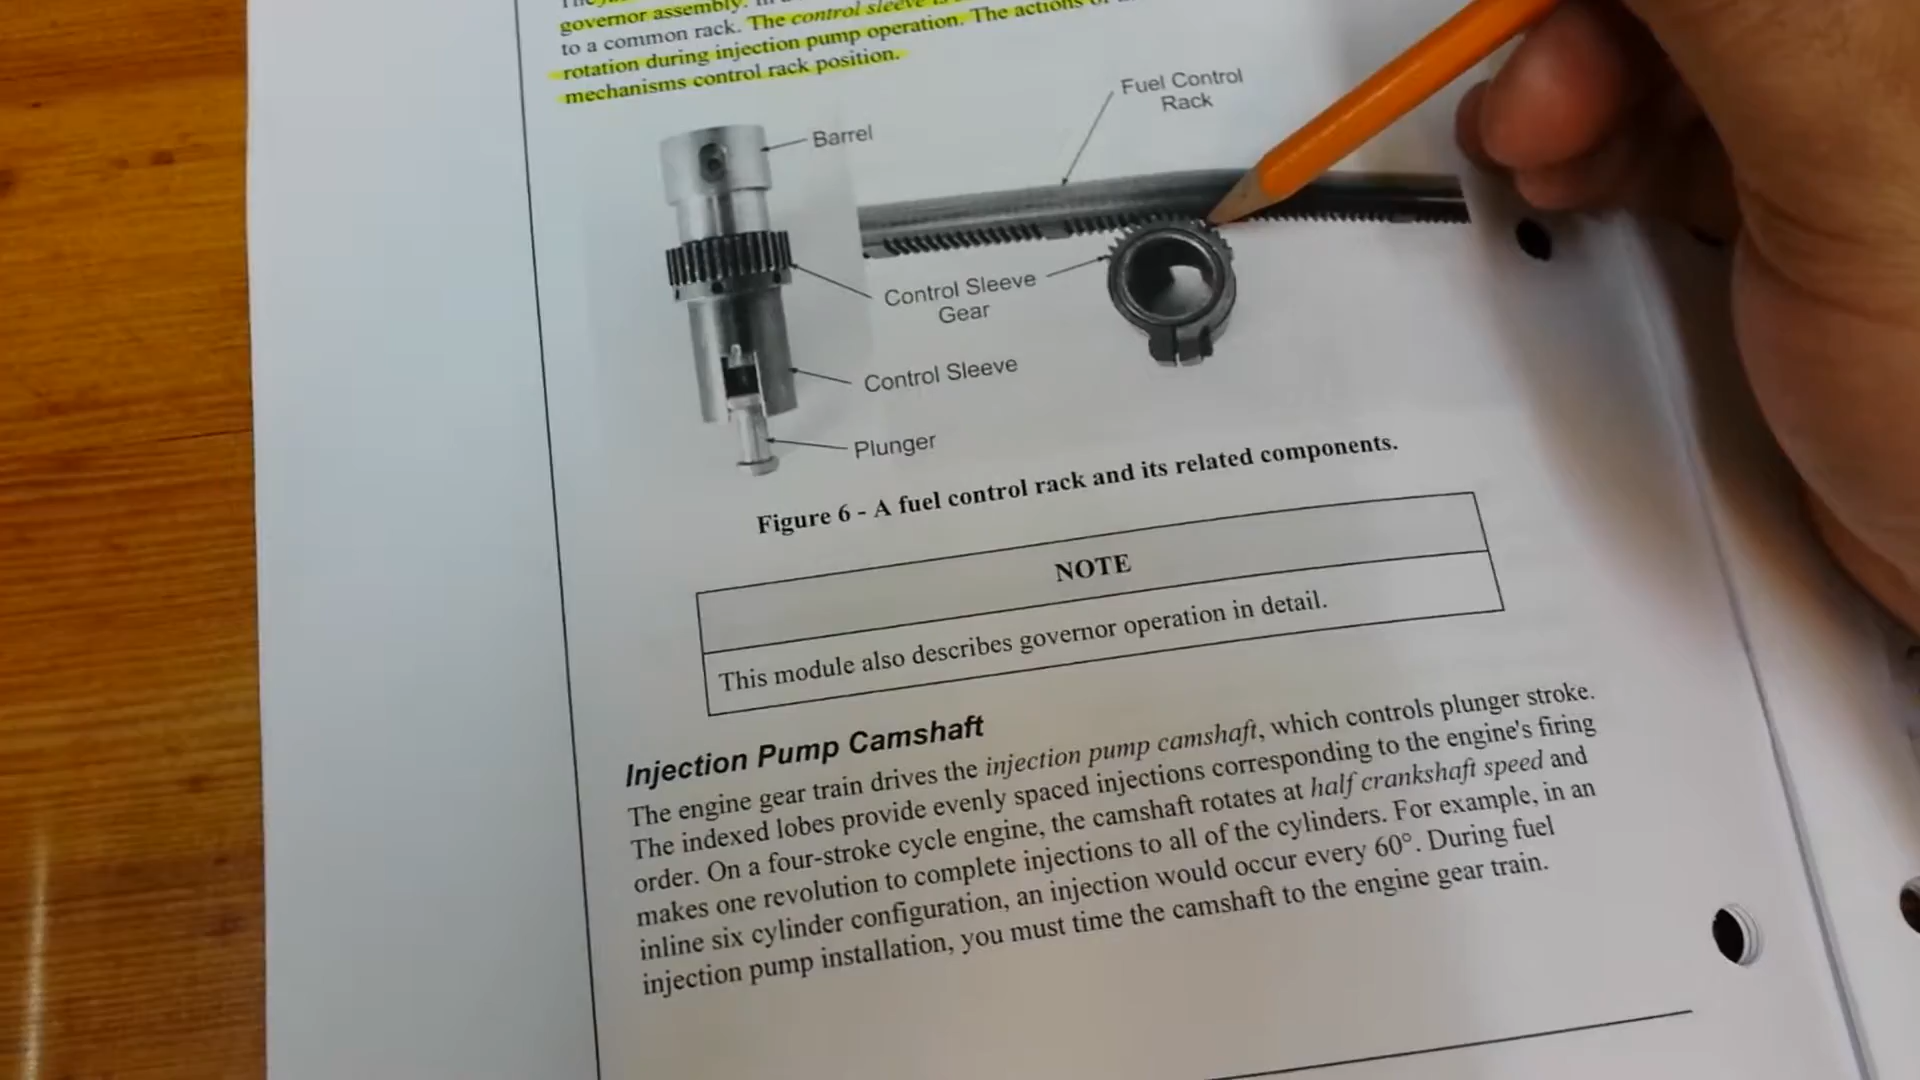 governor assembly.
to a common rack. The control sleeve
rotation during injection pump operation. The actions
mechanisms control rack position.
Fuel Control
Rack
Barrel
Control Sleeve
Gear
Control Sleeve
Plunger
Figure 6 - A fuel control rack and its related components.
NOTE
This module also describes governor operation in detail.
Injection Pump Camshaft
The engine gear train drives the injection pump camshaft, which controls plunger stroke.
The indexed lobes provide evenly spaced injections corresponding to the engine's firing
order. On a four-stroke cycle engine, the camshaft rotates at half crankshaft speed and
makes one revolution to complete injections to all of the cylinders. For example, in an
inline six cylinder configuration, an injection would occur every 60°. During fuel
injection pump installation, you must time the camshaft to the engine gear train.